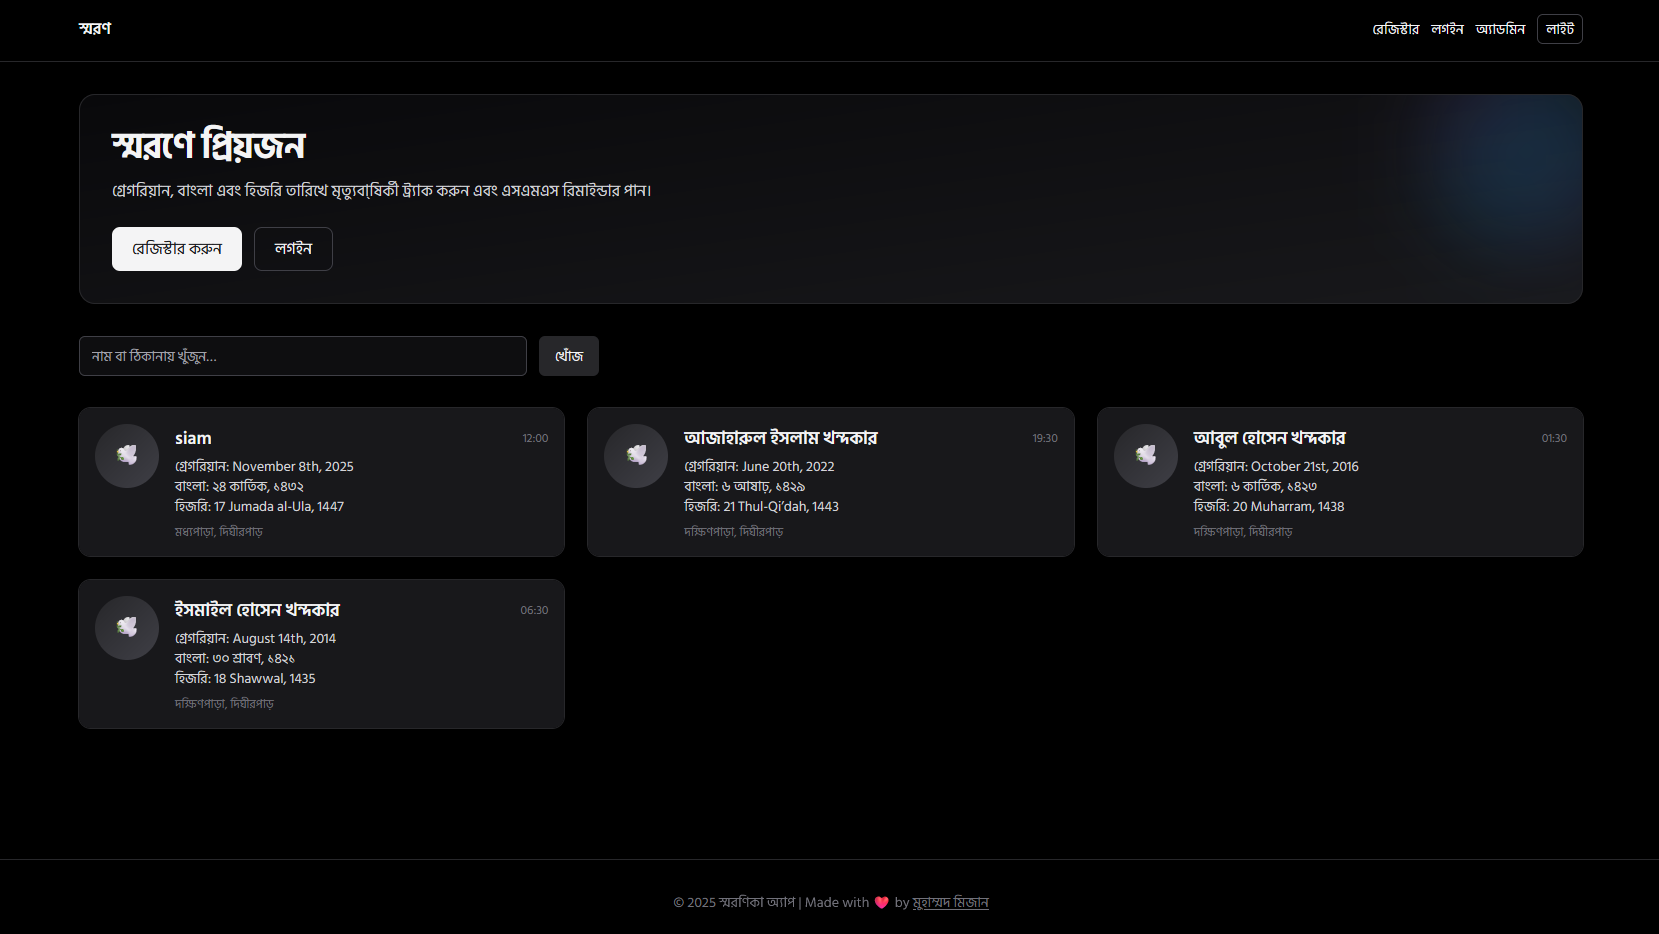 স্মরণ
রেজিস্টার লগইন অ্যাডমিন লাইট
স্মরণে প্রিয়জন
গ্রেগরিয়ান, বাংলা এবং হিজরি তারিখে মৃত্যুবার্ষিকী ট্র্যাক করুন এবং এসএমএস রিমাইন্ডার পান।
রেজিস্টার করুন লগইন
নাম বা ঠিকানায় খুঁজুন...
খোঁজ
siam 12:00
গ্রেগরিয়ান: November 8th, 2025
বাংলা: ২৪ কার্তিক, ১৪৩২
হিজরি: 17 Jumada al-Ula, 1447
মধ্যপাড়া, দিঘীরপাড়
আজাহারুল ইসলাম খন্দকার 19:30
গ্রেগরিয়ান: June 20th, 2022
বাংলা: ৬ আষাঢ়, ১৪২৯
হিজরি: 21 Thul-Qi’dah, 1443
দক্ষিণপাড়া, দিঘীরপাড়
আবুল হোসেন খন্দকার 01:30
গ্রেগরিয়ান: October 21st, 2016
বাংলা: ৬ কার্তিক, ১৪২৩
হিজরি: 20 Muharram, 1438
দক্ষিণপাড়া, দিঘীরপাড়
ইসমাইল হোসেন খন্দকার 06:30
গ্রেগরিয়ান: August 14th, 2014
বাংলা: ৩০ শ্রাবণ, ১৪২১
হিজরি: 18 Shawwal, 1435
দক্ষিণপাড়া, দিঘীরপাড়
© 2025 স্মরণিকা অ্যাপ | Made with ❤️ by মুহাম্মদ মিজান